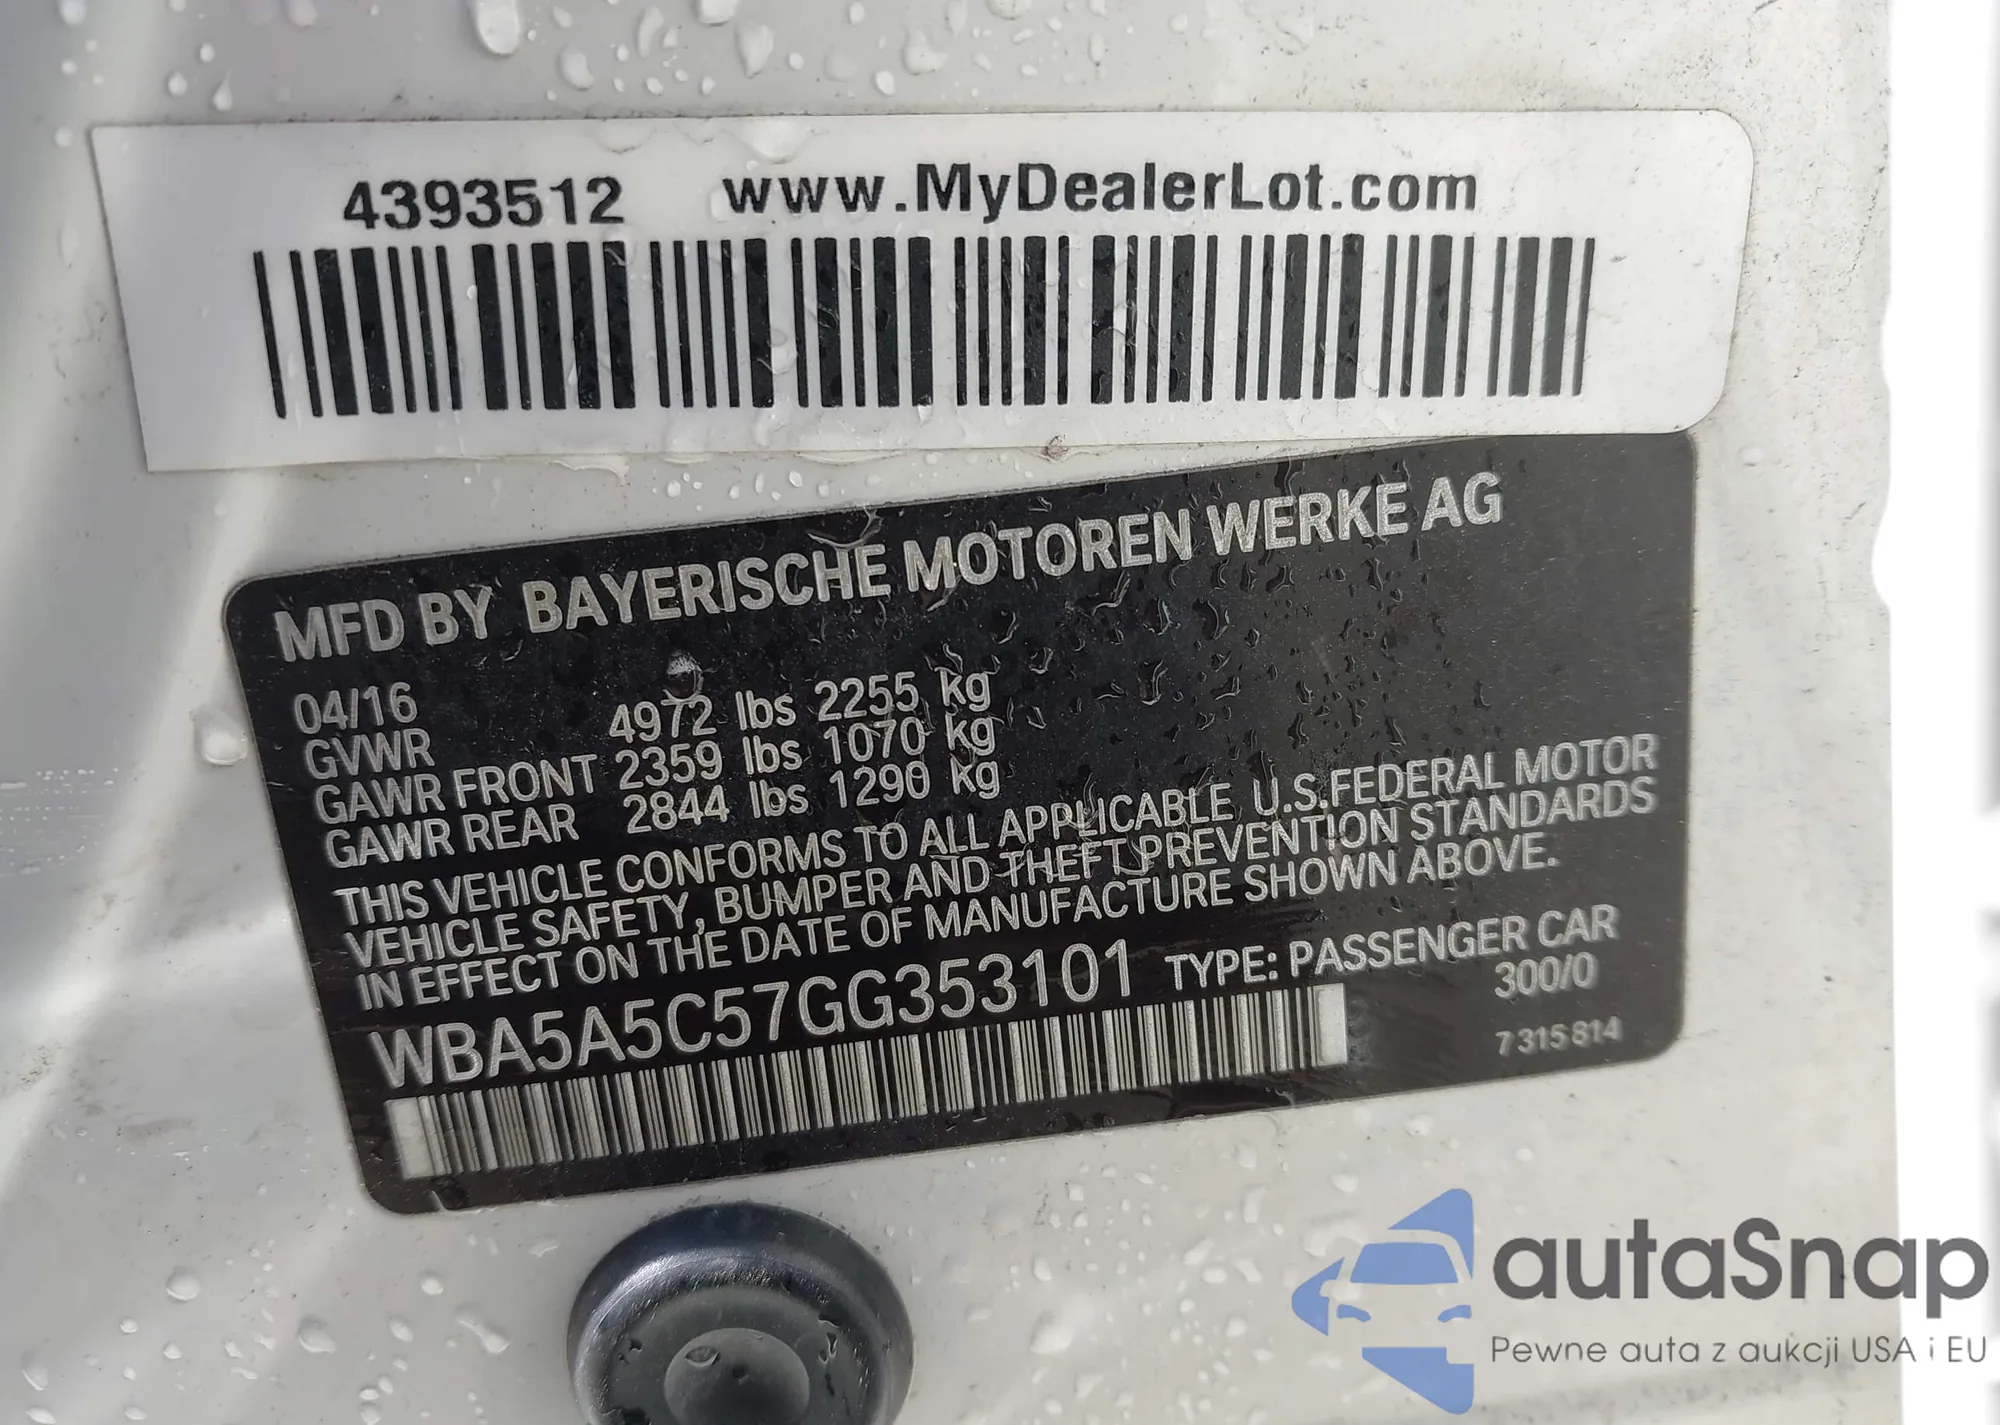 4393512 www.MyDealerLot.com
MFD BY BAYERISCHE MOTOREN WERKE AG
04/16
GVWR 4972 lbs 2255 kg
GAWR FRONT 2359 lbs 1070 kg
GAWR REAR 2844 lbs 1290 kg
THIS VEHICLE CONFORMS TO ALL APPLICABLE U.S.FEDERAL MOTOR
VEHICLE SAFETY, BUMPER AND THEFT PREVENTION STANDARDS
IN EFFECT ON THE DATE OF MANUFACTURE SHOWN ABOVE.
WBA5A5C57GG353101 TYPE: PASSENGER CAR
300/0
7 315 814
autaSnap
Pewne auta z aukcji USA i EU